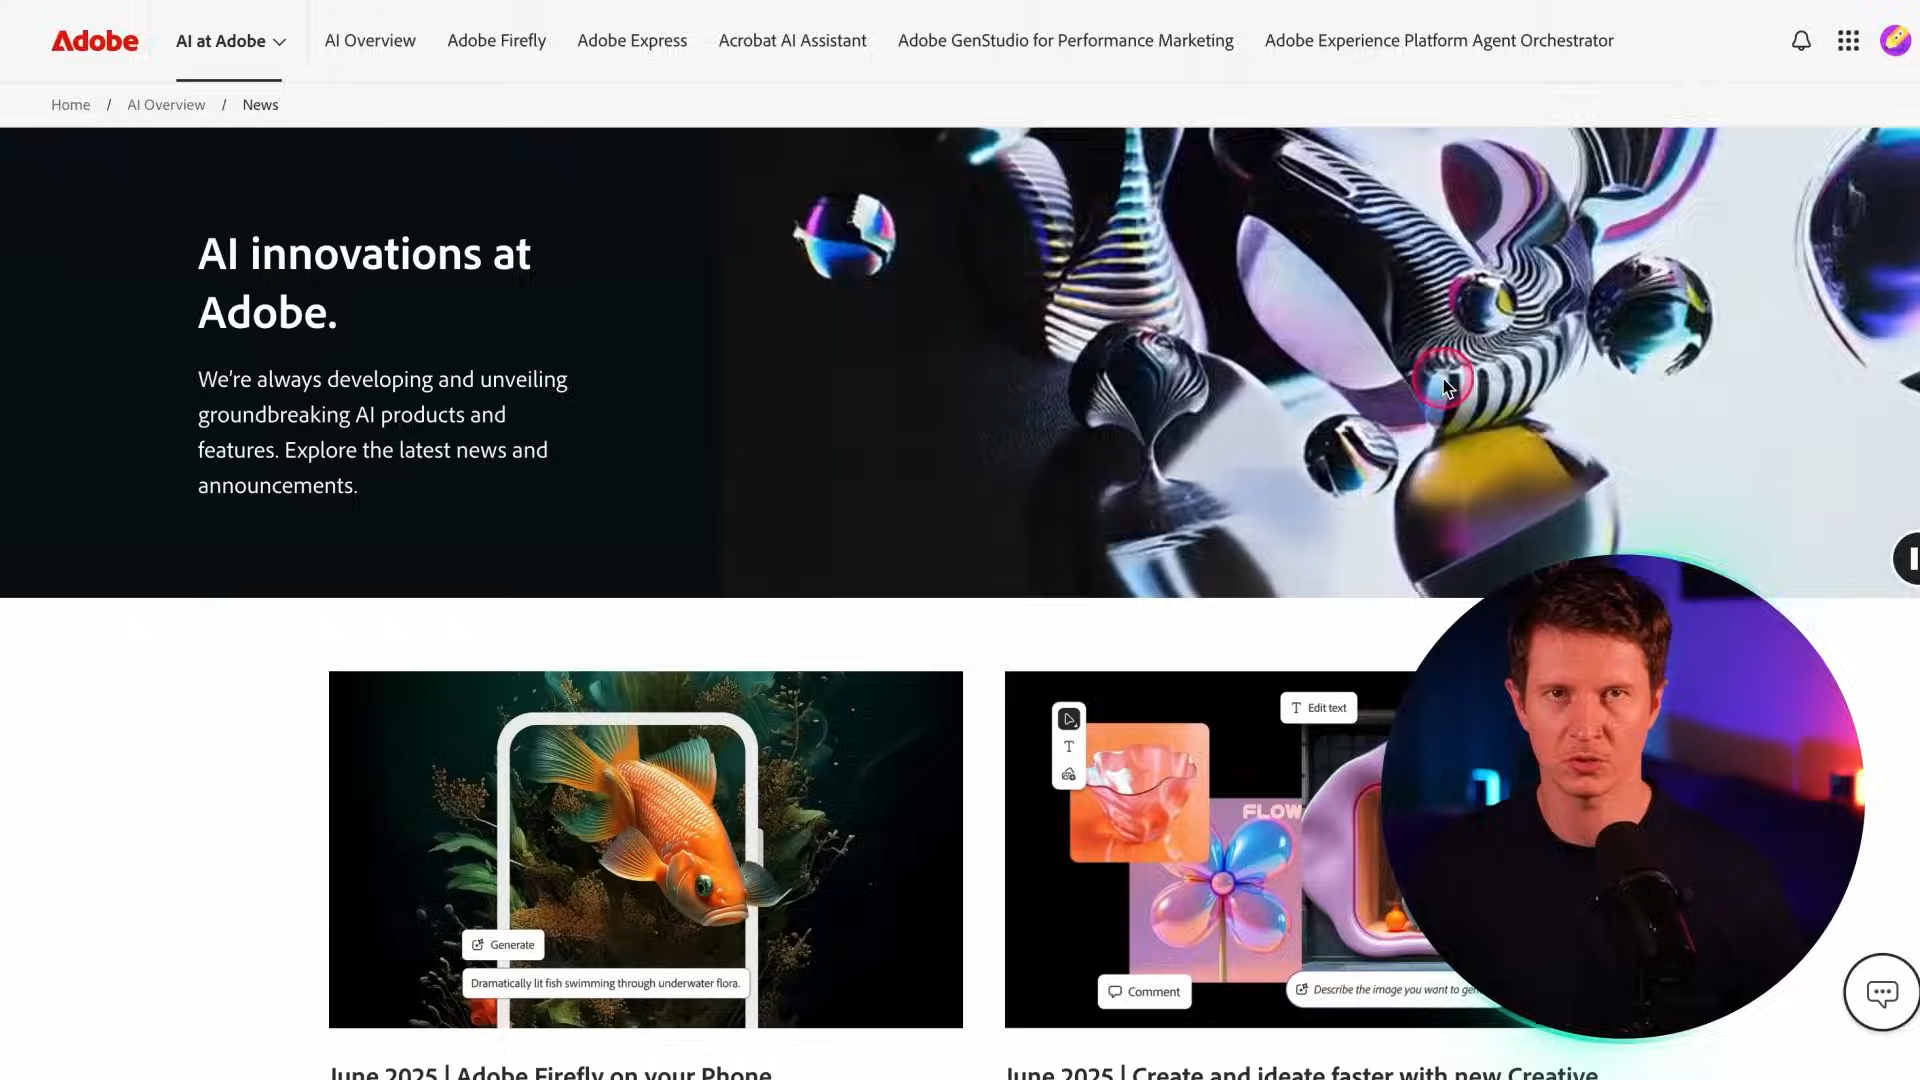 Adobe
AI at Adobe
AI Overview
Adobe Firefly
Adobe Express
Acrobat AI Assistant
Adobe GenStudio for Performance Marketing
Adobe Experience Platform Agent Orchestrator
Home / AI Overview / News
AI innovations at
Adobe.
We're always developing and unveiling
groundbreaking AI products and
features. Explore the latest news and
announcements.
Generate
Dramatically lit fish swimming through underwater flora.
T Edit text
T
FLOW
Comment
Describe the image you want to
June 2025 | Adobe Firefly on your Phone
June 2025 | Create and ideate faster with new Creative